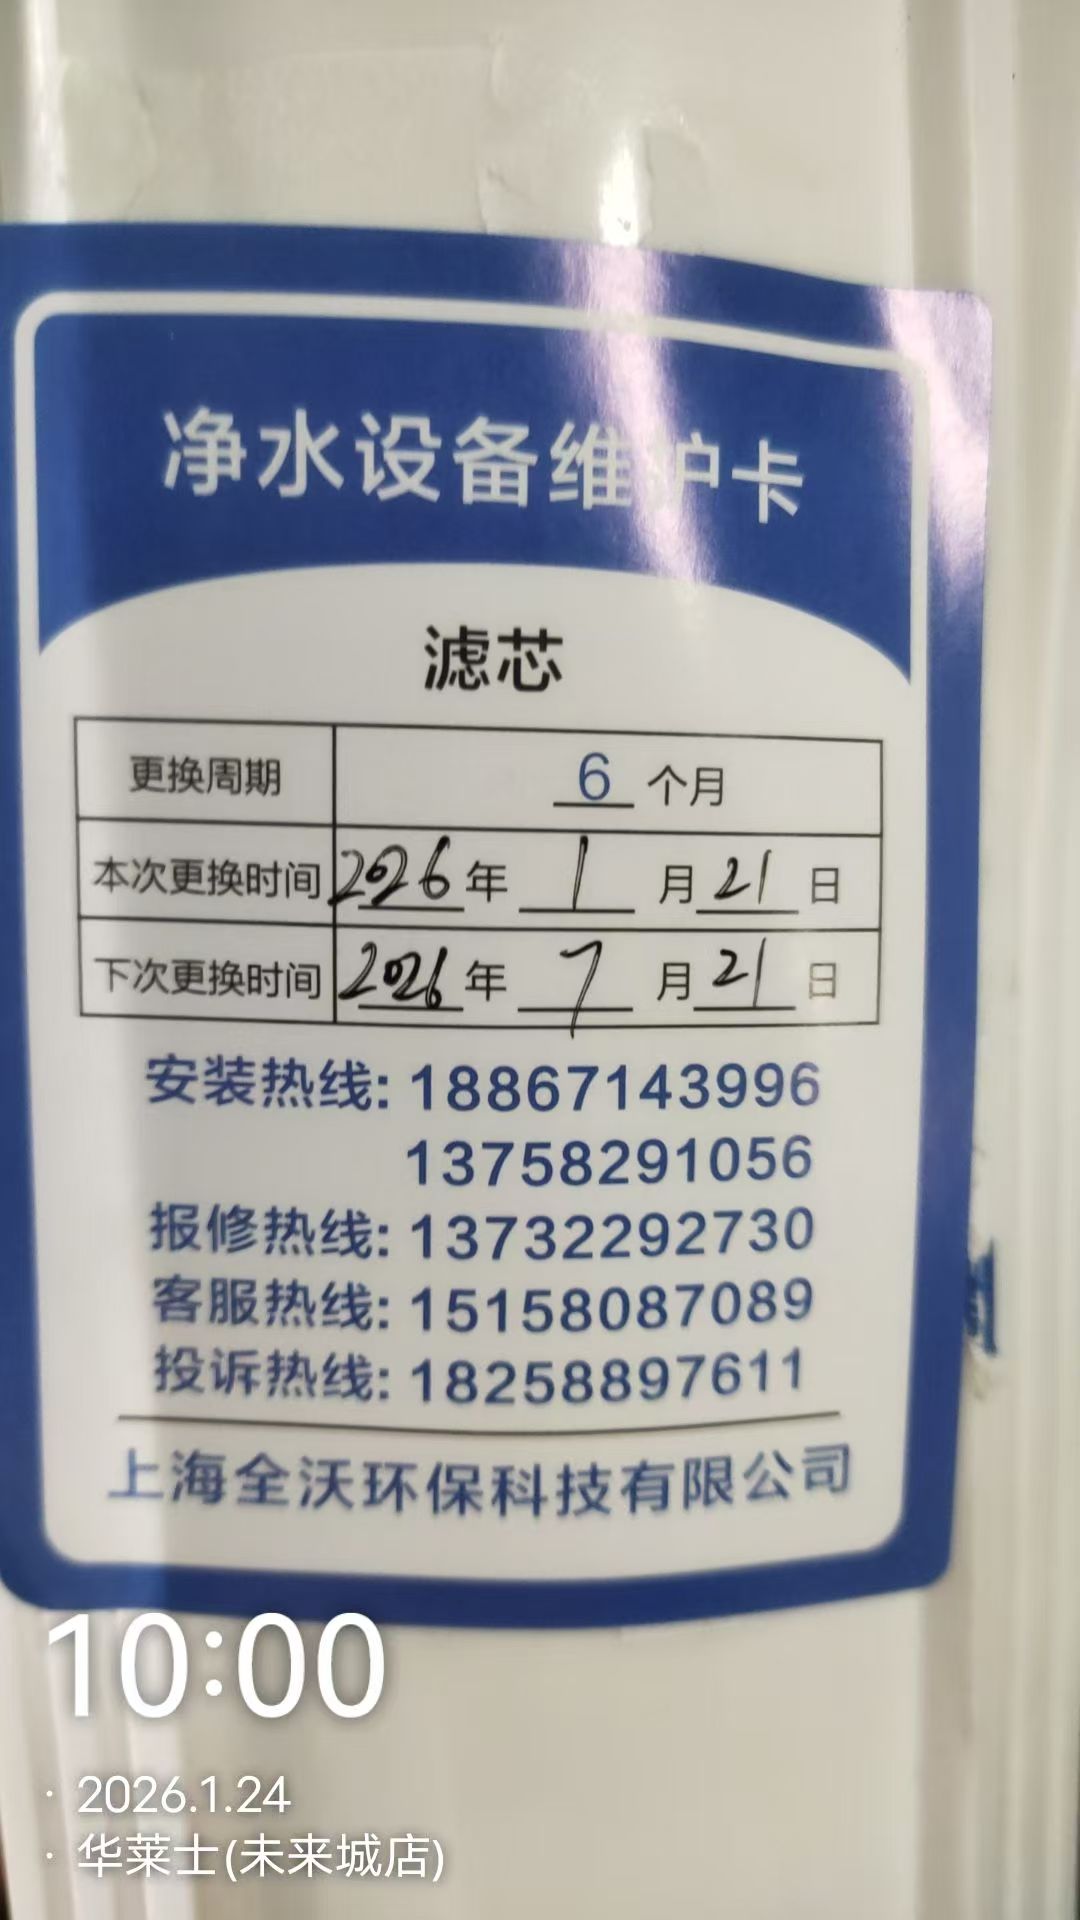 净水设备维护卡
滤芯
更换周期 6 个月
本次更换时间 2026 年 1 月 21 日
下次更换时间 2026 年 7 月 21 日
安装热线: 18867143996
13758291056
报修热线: 13732292730
客服热线: 15158087089
投诉热线: 18258897611
上海全沃环保科技有限公司
10:00
· 2026.1.24
· 华莱士(未来城店)